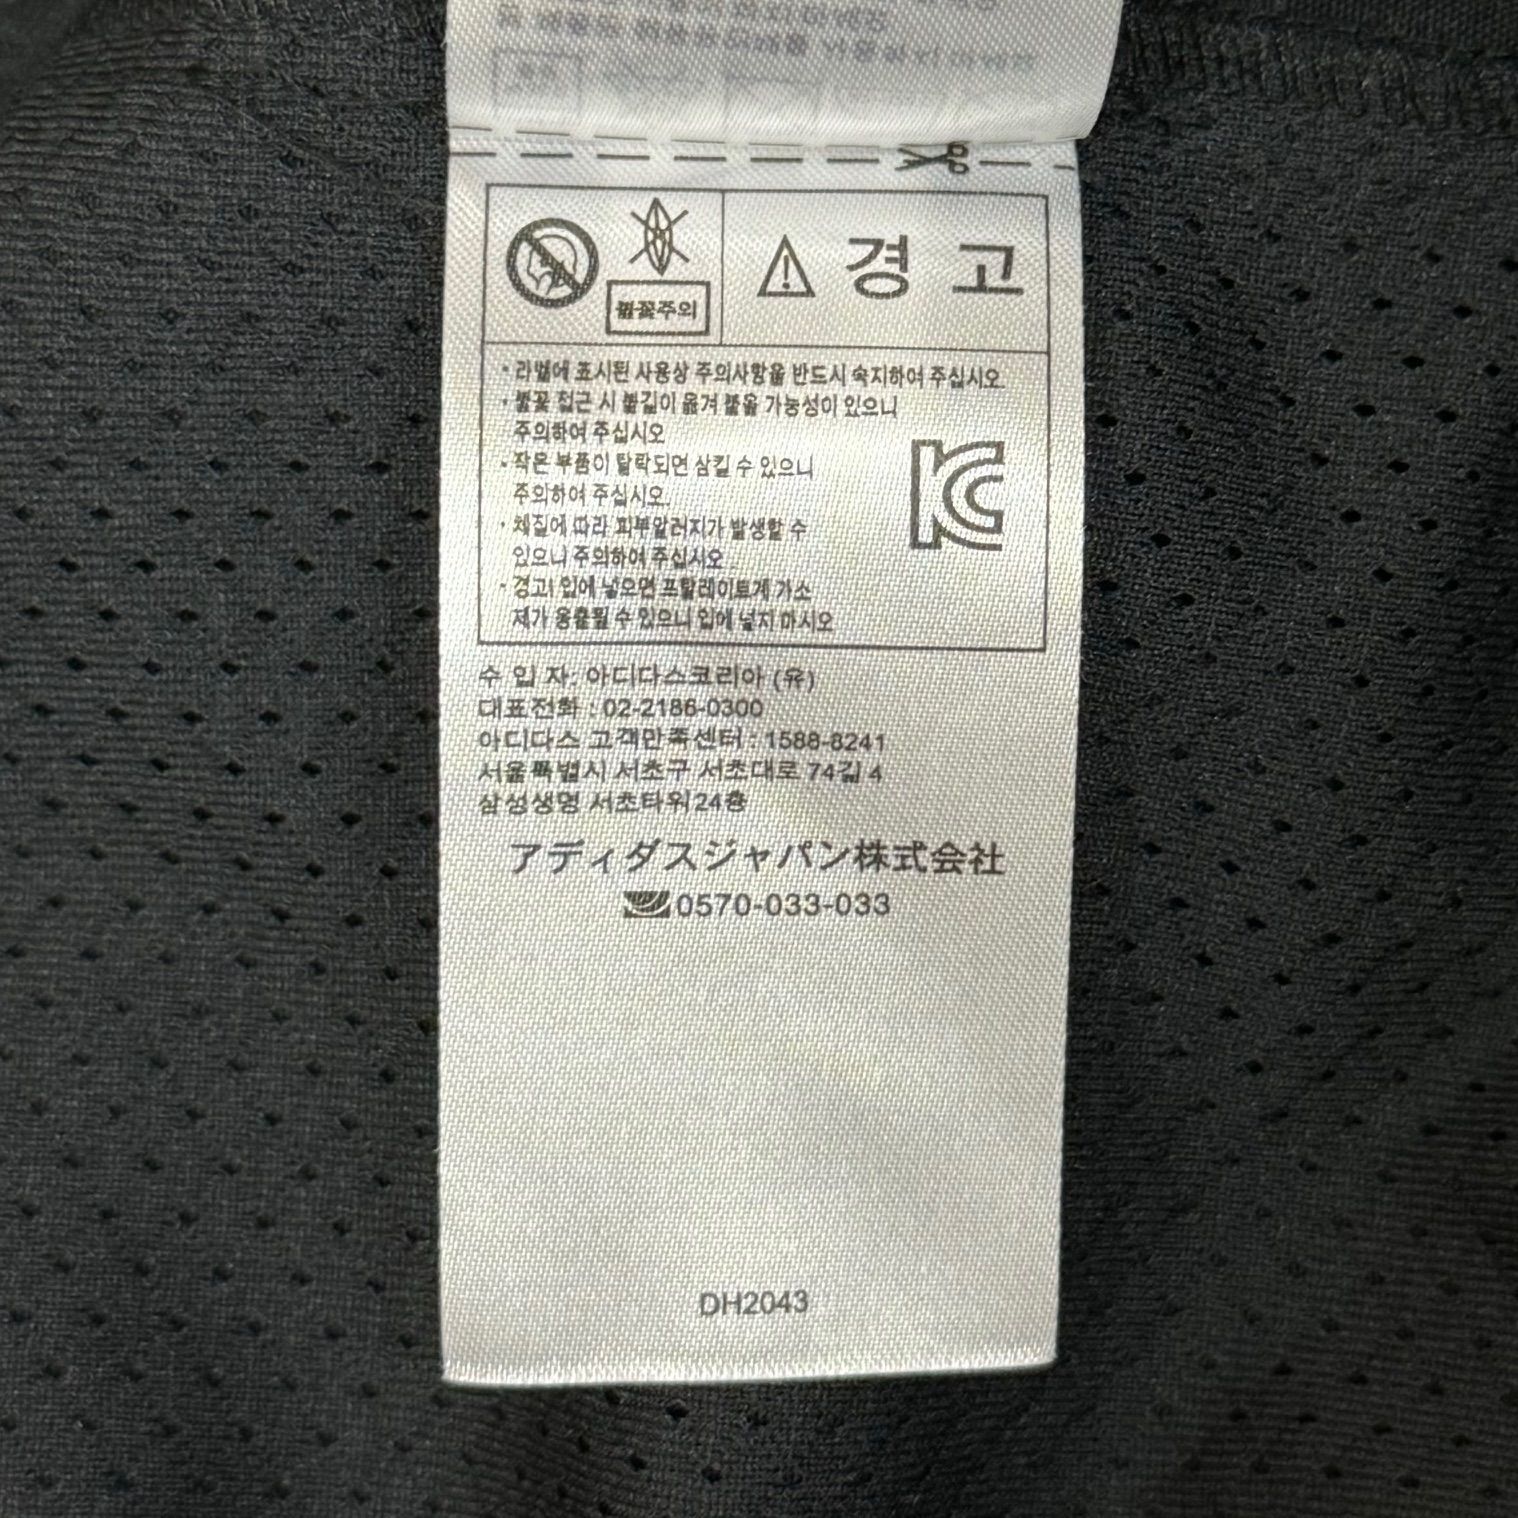 불꽃주의
경 고
· 라벨에 표시된 사용상 주의사항을 반드시 숙지하여 주십시오.
· 불꽃 접근 시 불길이 옮겨 붙을 가능성이 있으니
주의하여 주십시오
· 작은 부품이 탈락되면 삼킬 수 있으니
주의하여 주십시오.
· 체질에 따라 피부알러지가 발생할 수
있으니 주의하여 주십시오
· 경고! 입에 넣으면 프탈레이트계 가소
제가 용출될 수 있으니 입에 넣지 마시오
수 입 자: 아디다스코리아 (유)
대표전화 : 02-2186-0300
아디다스 고객만족센터 : 1588-8241
서울특별시 서초구 서초대로 74길 4
삼성생명 서초타워24층
アディダスジャパン株式会社
0570-033-033
DH2043